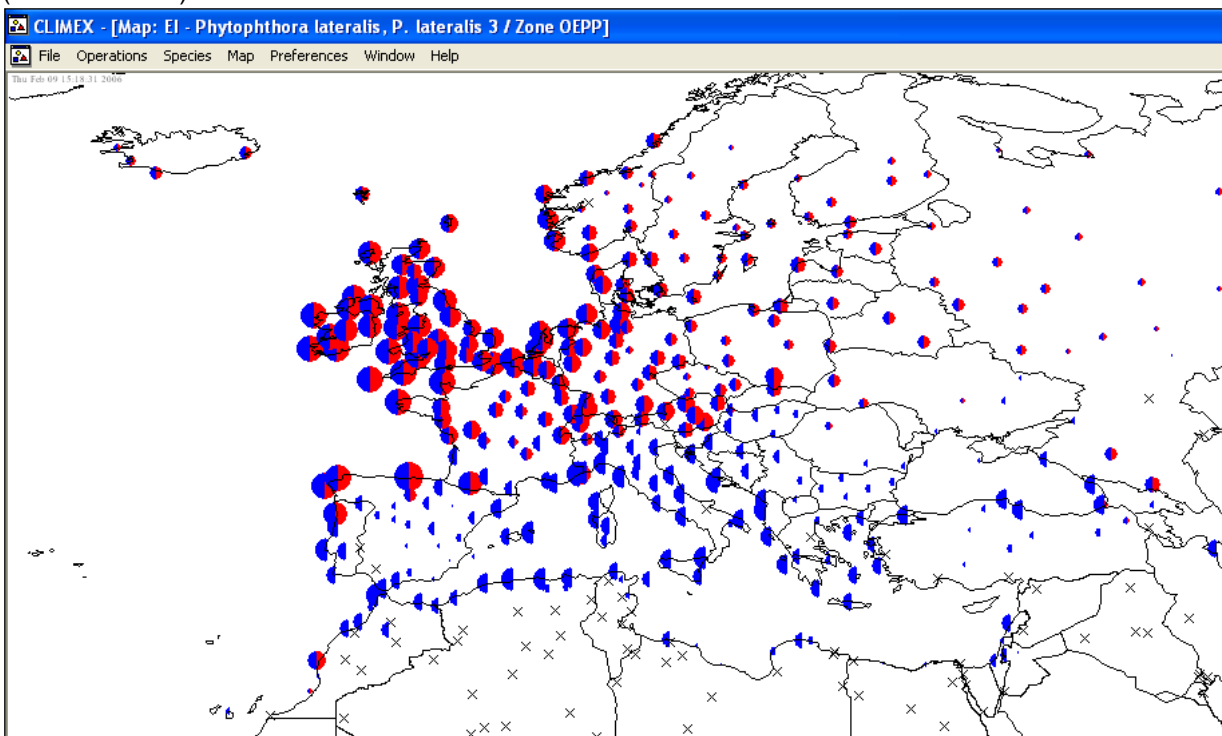 CLIMEX - [Map: EI - Phytophthora lateralis, P. lateralis 3 / Zone OEPP]
File Operations Species Map Preferences Window Help
Thu Feb 09 15:18:31 2006